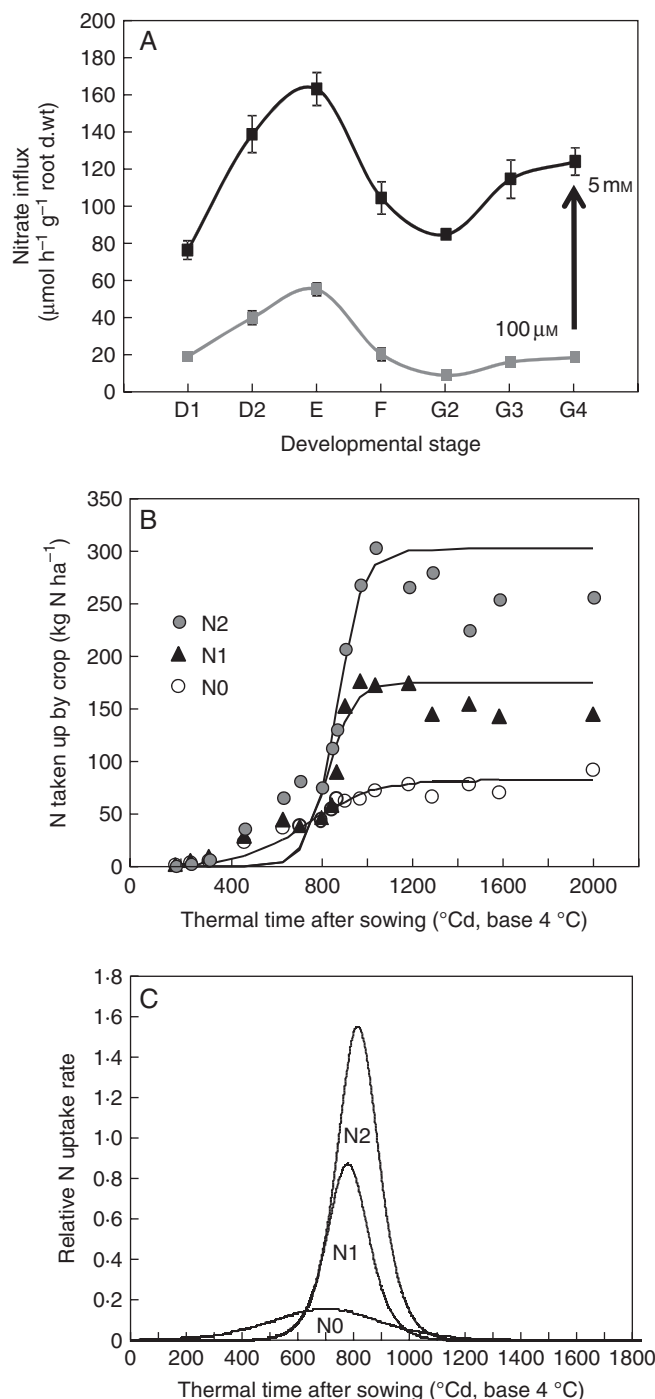 A
200
180
160
140
120
100
80
60
40
20
0
Nitrate influx
(μmol h⁻¹ g⁻¹ root d.wt)
5 mM
100 μM
D1 D2 E F G2 G3 G4
Developmental stage
B
350
300
250
200
150
100
50
0
N taken up by crop (kg N ha⁻¹)
N2
N1
N0
0 400 800 1200 1600 2000
Thermal time after sowing (°Cd, base 4 °C)
C
1·8
1·6
1·4
1·2
1·0
0·8
0·6
0·4
0·2
0
Relative N uptake rate
N2
N1
N0
0 200 400 600 800 1000 1200 1400 1600 1800
Thermal time after sowing (°Cd, base 4 °C)